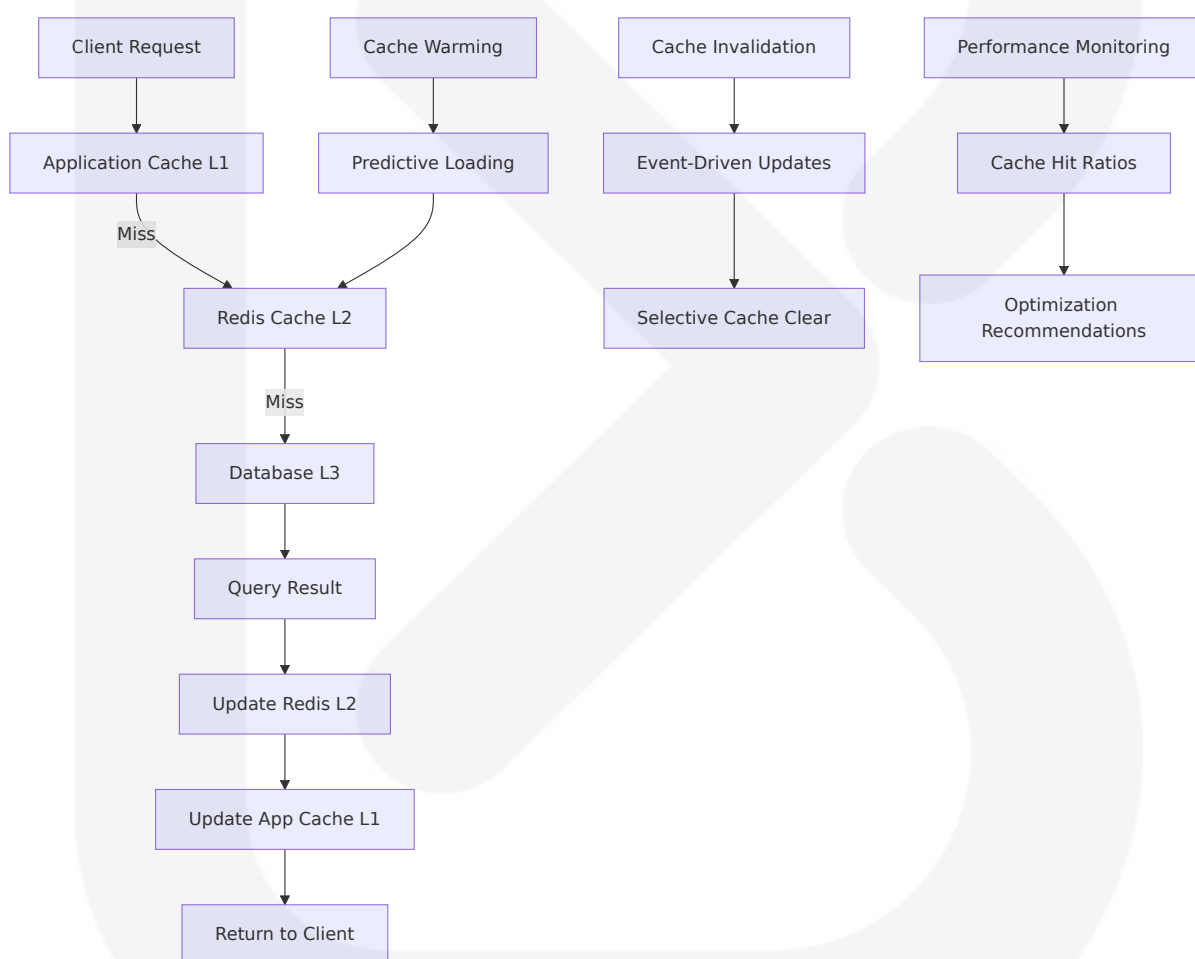 Client Request
Cache Warming
Cache Invalidation
Performance Monitoring
Application Cache L1
Predictive Loading
Event-Driven Updates
Cache Hit Ratios
Miss
Redis Cache L2
Selective Cache Clear
Optimization
Recommendations
Miss
Database L3
Query Result
Update Redis L2
Update App Cache L1
Return to Client